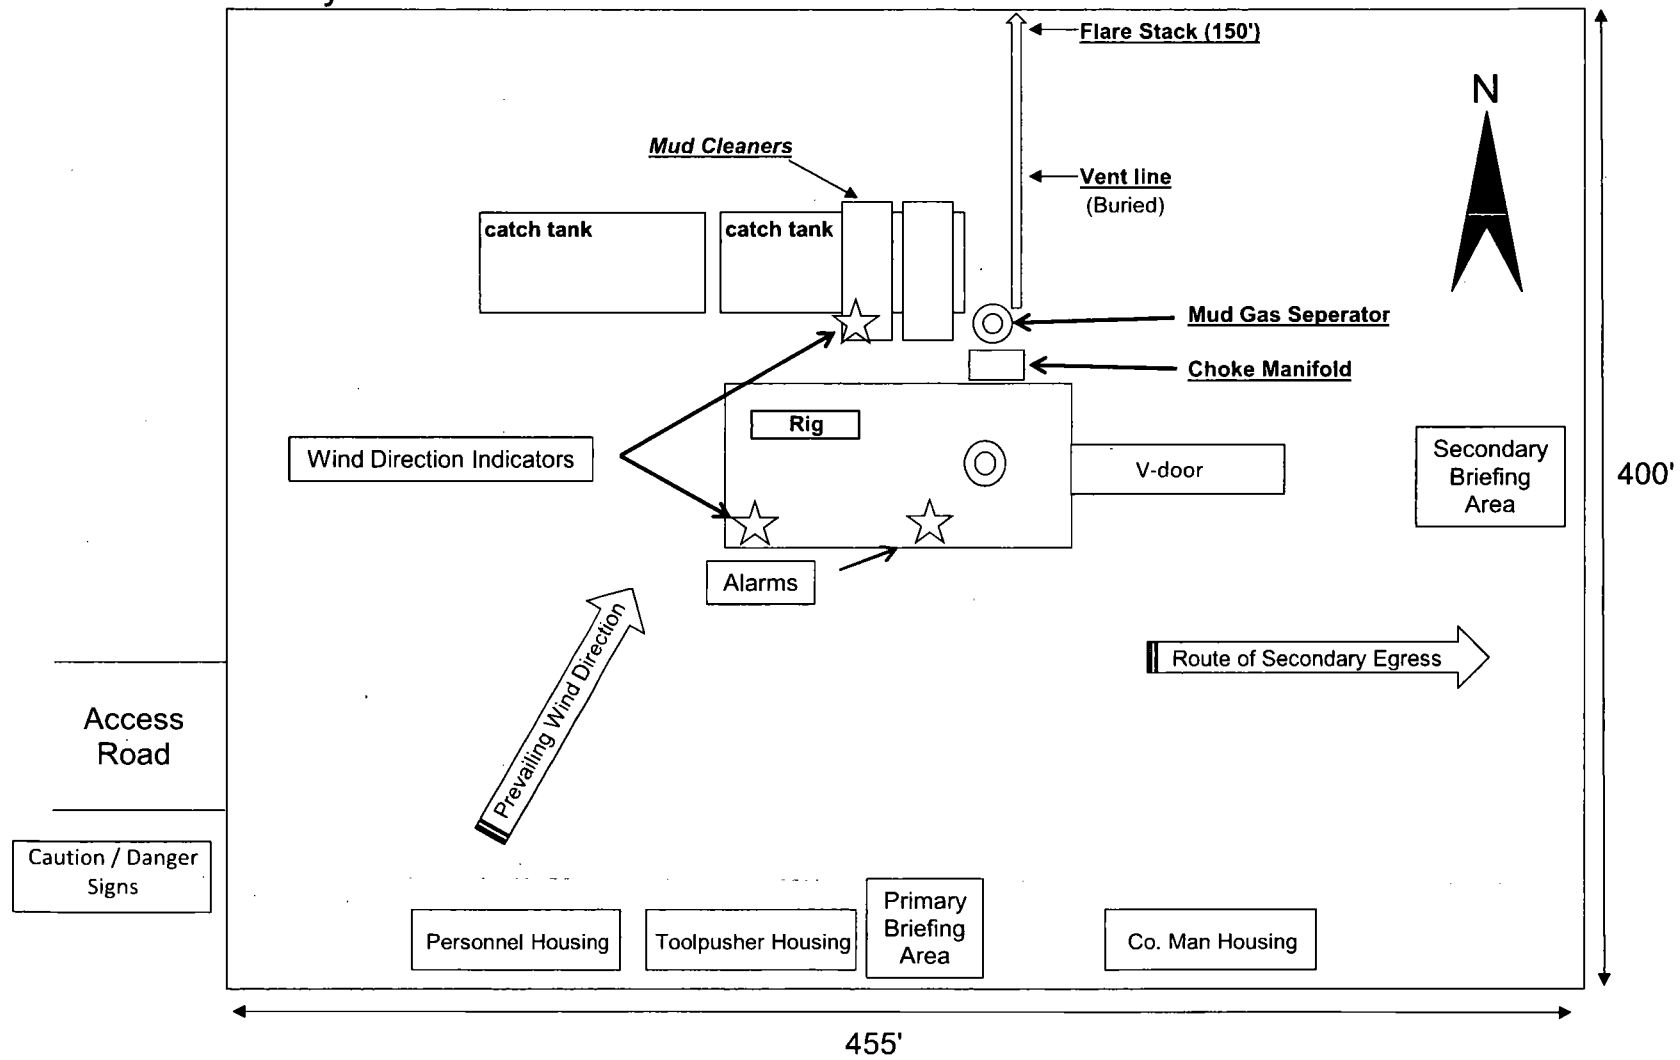 Flare Stack (150')
N
Mud Cleaners
Vent line
(Buried)
catch tank
catch tank
Mud Gas Seperator
Choke Manifold
Rig
Wind Direction Indicators
V-door
Secondary
Briefing
Area
400'
Alarms
Prevailing Wind Direction
Route of Secondary Egress
Access
Road
Caution / Danger
Signs
Personnel Housing
Toolpusher Housing
Primary
Briefing
Area
Co. Man Housing
455'